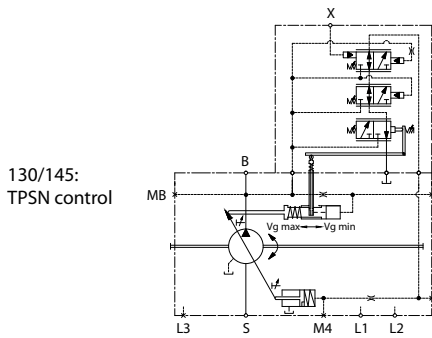 X
130/145:
TPSN control
B
MB
Vg max
Vg min
L3
S
M4
L1
L2